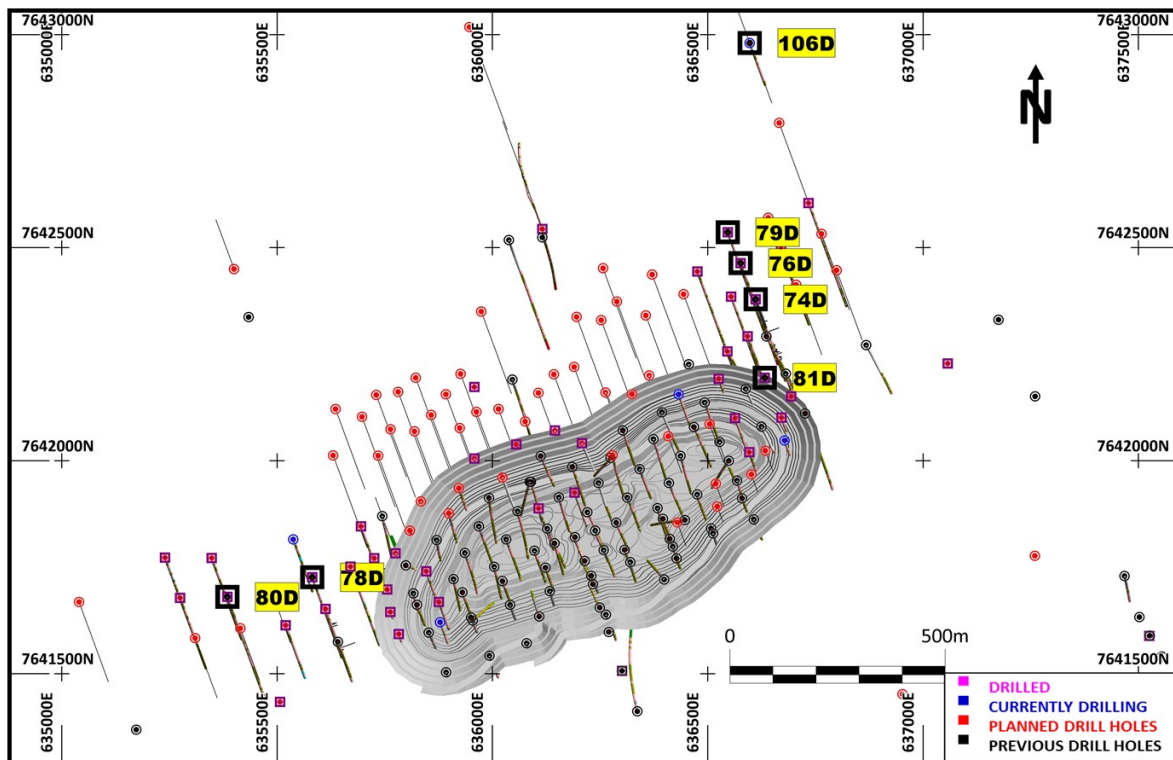 7643000N
7643000N
635000E
635500E
636000E
636500E
637000E
637500E
106D
N
7642500N
7642500N
79D
76D
74D
81D
7642000N
7642000N
78D
80D
0
500m
7641500N
7641500N
635000E
635500E
636000E
636500E
637000E
DRILLED
CURRENTLY DRILLING
PLANNED DRILL HOLES
PREVIOUS DRILL HOLES